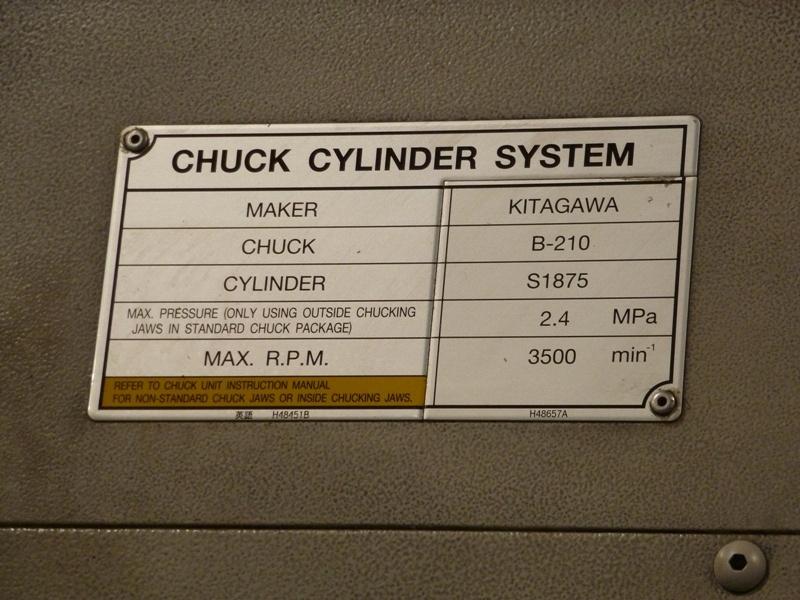 CHUCK CYLINDER SYSTEM
MAKER KITAGAWA
CHUCK B-210
CYLINDER S1875
MAX. PRESSURE (ONLY USING OUTSIDE CHUCKING
JAWS IN STANDARD CHUCK PACKAGE) 2.4 MPa
MAX. R.P.M. 3500 min-1
REFER TO CHUCK UNIT INSTRUCTION MANUAL
FOR NON-STANDARD CHUCK JAWS OR INSIDE CHUCKING JAWS.
英語 H48451B H48657A